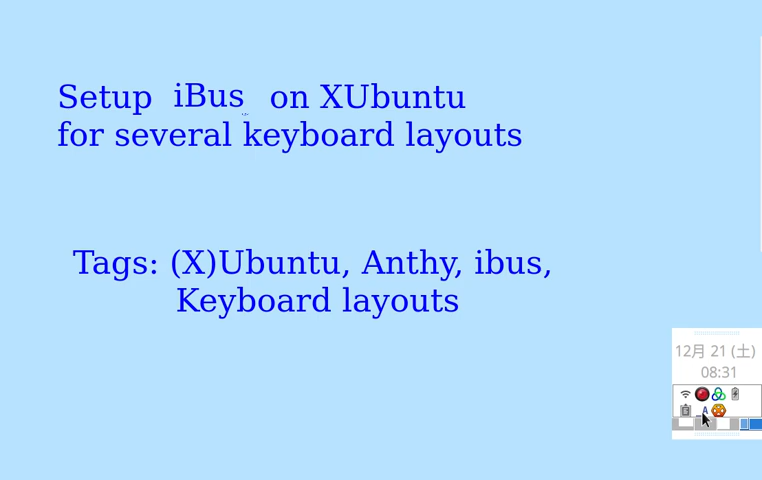 Setup iBus on XUbuntu
for several keyboard layouts
Tags: (X)Ubuntu, Anthy, ibus,
Keyboard layouts
12月 21 (土)
08:31
_A